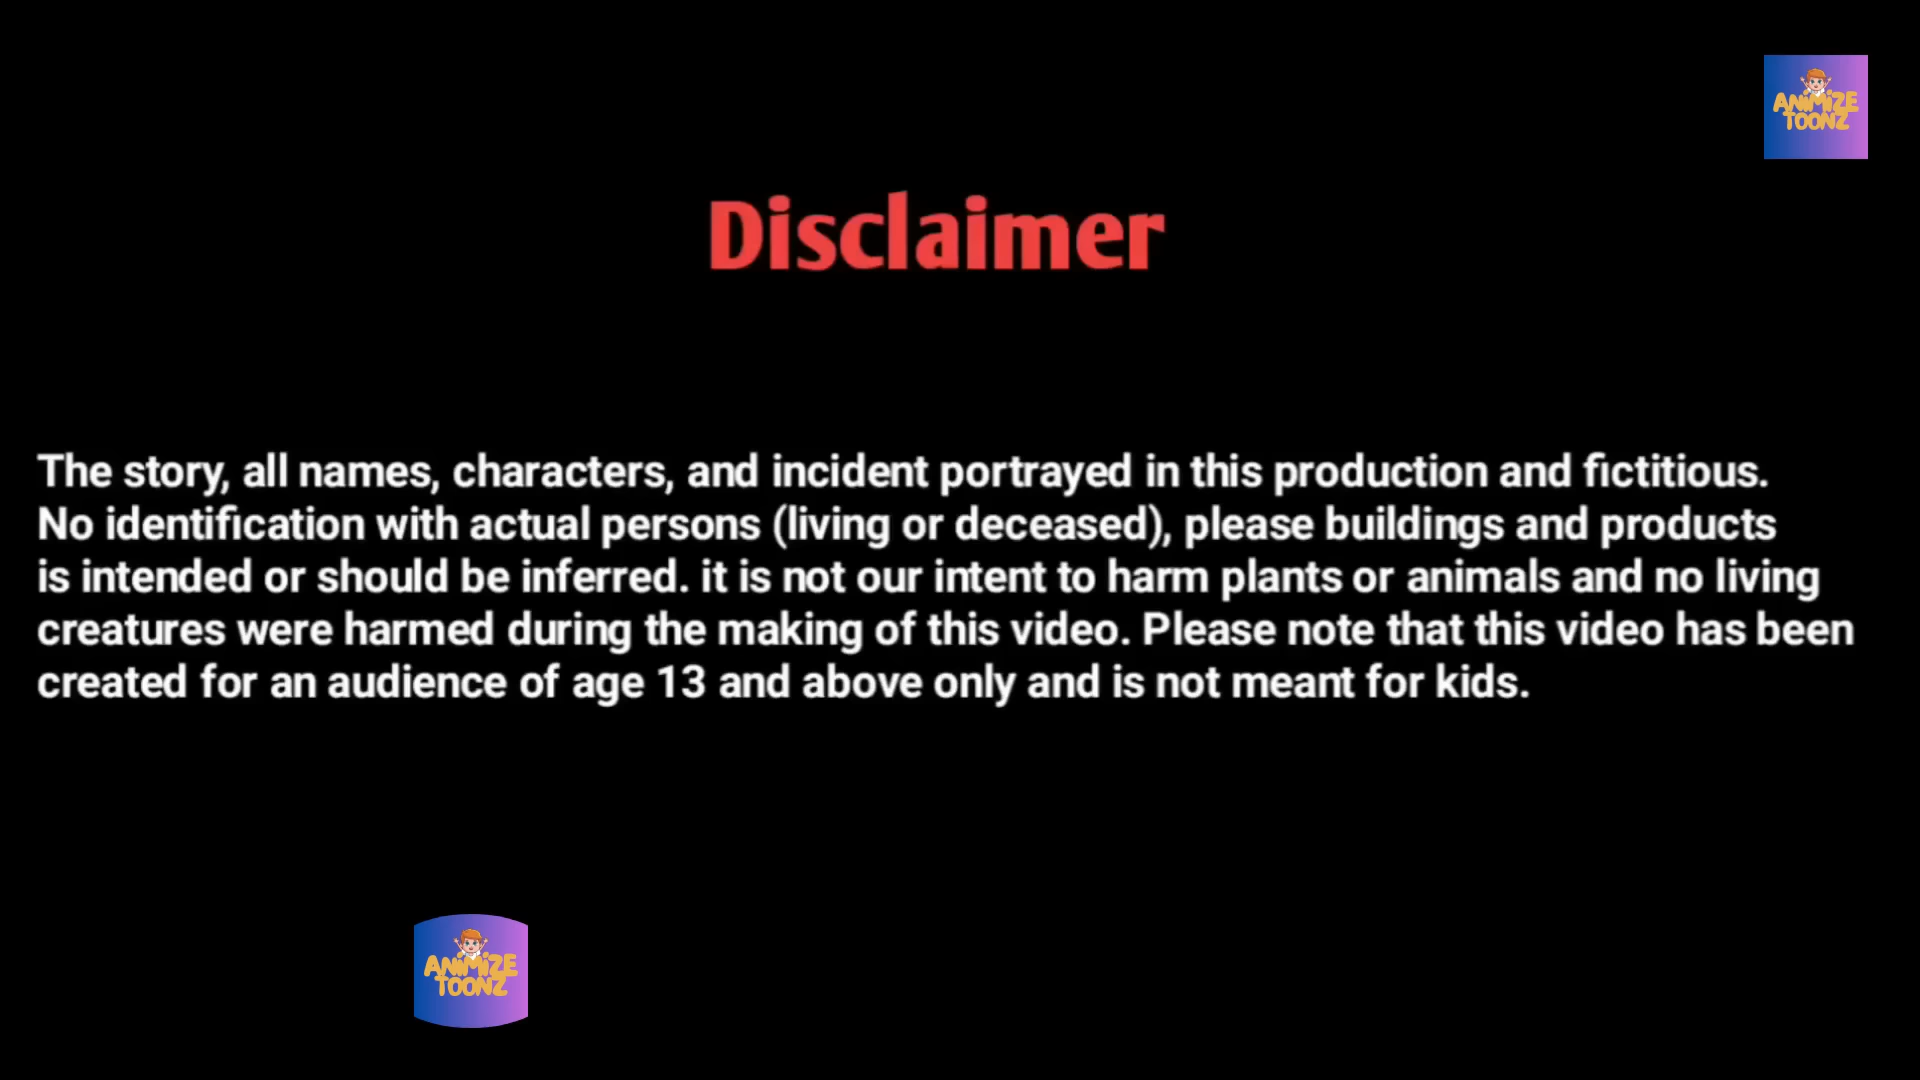 ANiMiZE
TOONZ
Disclaimer
The story, all names, characters, and incident portrayed in this production and fictitious.
No identification with actual persons (living or deceased), please buildings and products
is intended or should be inferred. it is not our intent to harm plants or animals and no living
creatures were harmed during the making of this video. Please note that this video has been
created for an audience of age 13 and above only and is not meant for kids.
ANiMiZE
TOONZ